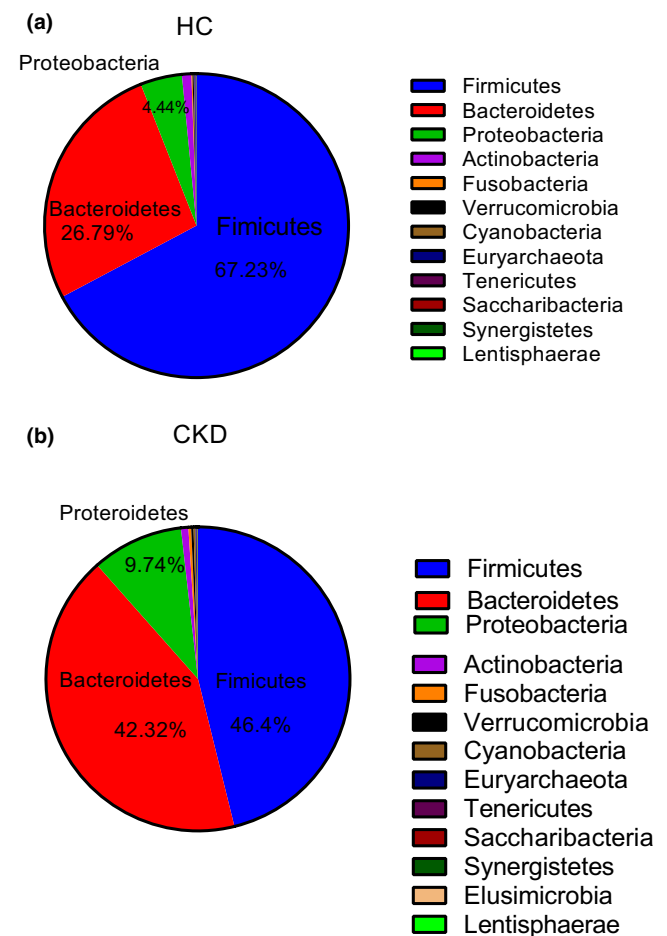 (a)
HC
Proteobacteria
4.44%
Bacteroidetes
26.79%
Fimicutes
67.23%
Firmicutes
Bacteroidetes
Proteobacteria
Actinobacteria
Fusobacteria
Verrucomicrobia
Cyanobacteria
Euryarchaeota
Tenericutes
Saccharibacteria
Synergistetes
Lentisphaerae
(b)
CKD
Proteroidetes
9.74%
Bacteroidetes
42.32%
Fimicutes
46.4%
Firmicutes
Bacteroidetes
Proteobacteria
Actinobacteria
Fusobacteria
Verrucomicrobia
Cyanobacteria
Euryarchaeota
Tenericutes
Saccharibacteria
Synergistetes
Elusimicrobia
Lentisphaerae